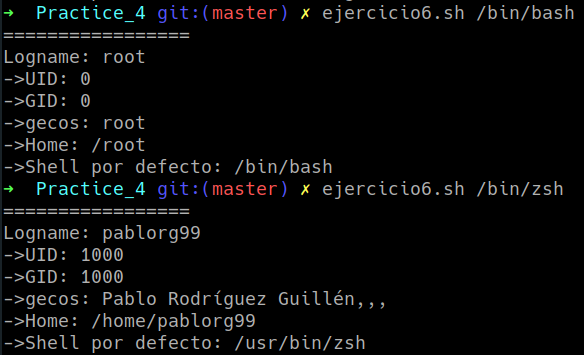 ➜ Practice_4 git:(master) ✗ ejercicio6.sh /bin/bash
=================
Logname: root
->UID: 0
->GID: 0
->gecos: root
->Home: /root
->Shell por defecto: /bin/bash
➜ Practice_4 git:(master) ✗ ejercicio6.sh /bin/zsh
=================
Logname: pablorg99
->UID: 1000
->GID: 1000
->gecos: Pablo Rodríguez Guillén,,,
->Home: /home/pablorg99
->Shell por defecto: /usr/bin/zsh